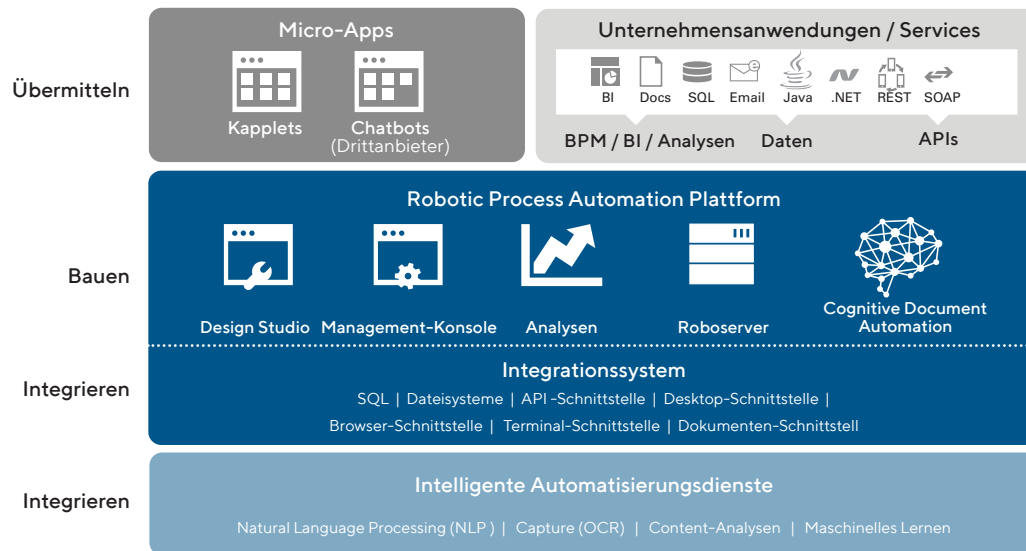 Micro-Apps
Unternehmensanwendungen / Services
Übermitteln
BI Docs SQL Email Java .NET REST SOAP
Kapplets
Chatbots
(Drittanbieter)
BPM / BI / Analysen Daten APIs
Robotic Process Automation Plattform
Bauen
Design Studio Management-Konsole Analysen Roboserver Cognitive Document
Automation
Integrationssystem
Integrieren
SQL | Dateisysteme | API -Schnittstelle | Desktop-Schnittstelle |
Browser-Schnittstelle | Terminal-Schnittstelle | Dokumenten-Schnittstell
Intelligente Automatisierungsdienste
Integrieren
Natural Language Processing (NLP ) | Capture (OCR) | Content-Analysen | Maschinelles Lernen